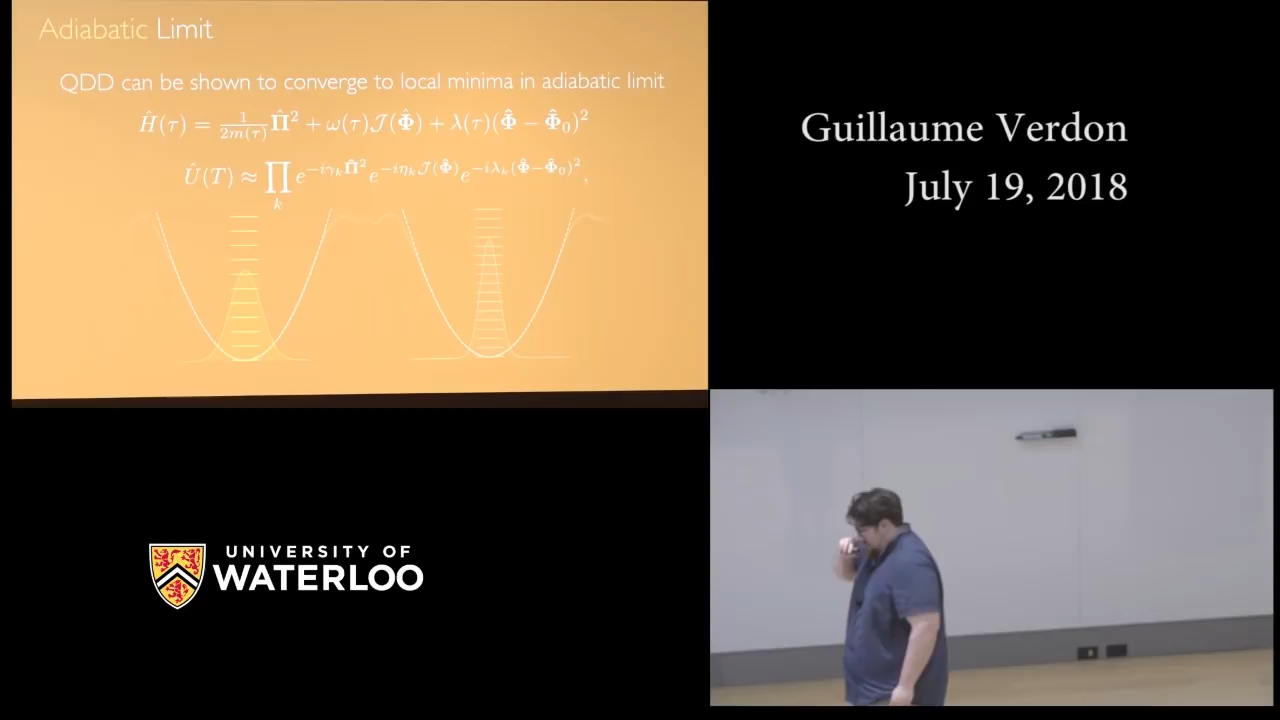 Adiabatic Limit
QDD can be shown to converge to local minima in adiabatic limit
Ĥ(τ) = 1/2m(τ) Π̂² + ω(τ)𝒥(Φ̂) + λ(τ)(Φ̂ − Φ̂₀)²
Û(T) ≈ ∏ₖ e^{−iγₖΠ̂²} e^{−iηₖ𝒥(Φ̂)} e^{−iλₖ(Φ̂−Φ̂₀)²},
Guillaume Verdon
July 19, 2018
UNIVERSITY OF
WATERLOO